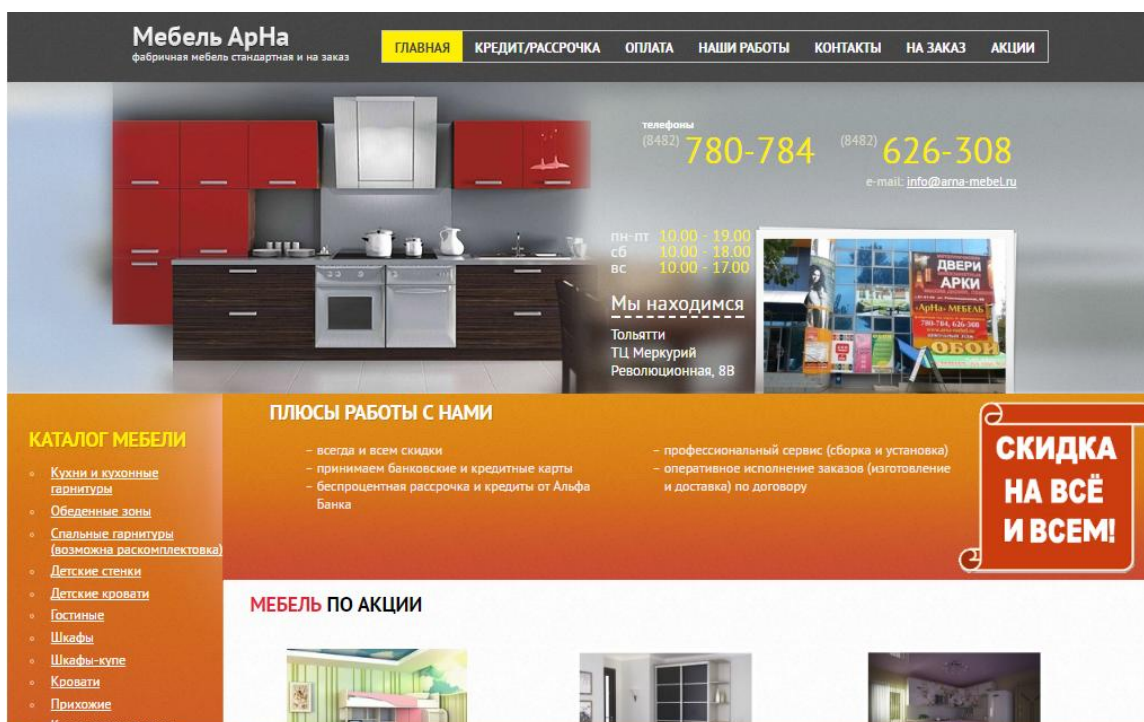 Мебель АрНа
фабричная мебель стандартная и на заказ
ГЛАВНАЯ КРЕДИТ/РАССРОЧКА ОПЛАТА НАШИ РАБОТЫ КОНТАКТЫ НА ЗАКАЗ АКЦИИ
телефоны
(8482) 780-784 (8482) 626-308
e-mail: info@arna-mebel.ru
пн-пт 10.00 - 19.00
сб 10.00 - 18.00
вс 10.00 - 17.00
Мы находимся
Тольятти
ТЦ Меркурий
Революционная, 8В
ДВЕРИ
АРКИ
«АрНа» МЕБЕЛЬ
780-784, 626-308
ОБОИ
КАТАЛОГ МЕБЕЛИ
Кухни и кухонные
гарнитуры
Обеденные зоны
Спальные гарнитуры
(возможна раскомплектовка)
Детские стенки
Детские кровати
Гостиные
Шкафы
Шкафы-купе
Кровати
Прихожие
ПЛЮСЫ РАБОТЫ С НАМИ
– всегда и всем скидки
– принимаем банковские и кредитные карты
– беспроцентная рассрочка и кредиты от Альфа
Банка
– профессиональный сервис (сборка и установка)
– оперативное исполнение заказов (изготовление
и доставка) по договору
СКИДКА
НА ВСЁ
И ВСЕМ!
МЕБЕЛЬ ПО АКЦИИ